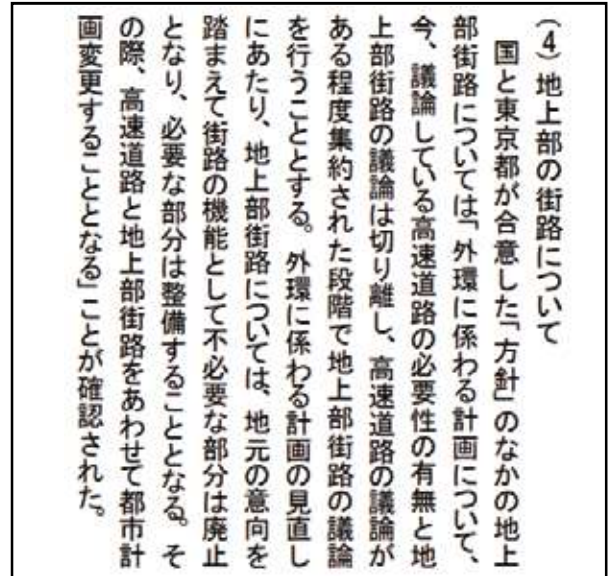 (4)地上部の街路について
　国と東京都が合意した「方針」のなかの地上
部街路については「外環に係わる計画について、
今、議論している高速道路の必要性の有無と地
上部街路の議論は切り離し、高速道路の議論が
ある程度集約された段階で地上部街路の議論
を行うこととする。外環に係わる計画の見直し
にあたり、地上部街路については、地元の意向を
踏まえて街路の機能として不必要な部分は廃止
となり、必要な部分は整備することとなる。そ
の際、高速道路と地上部街路をあわせて都市計
画変更することとなる」ことが確認された。